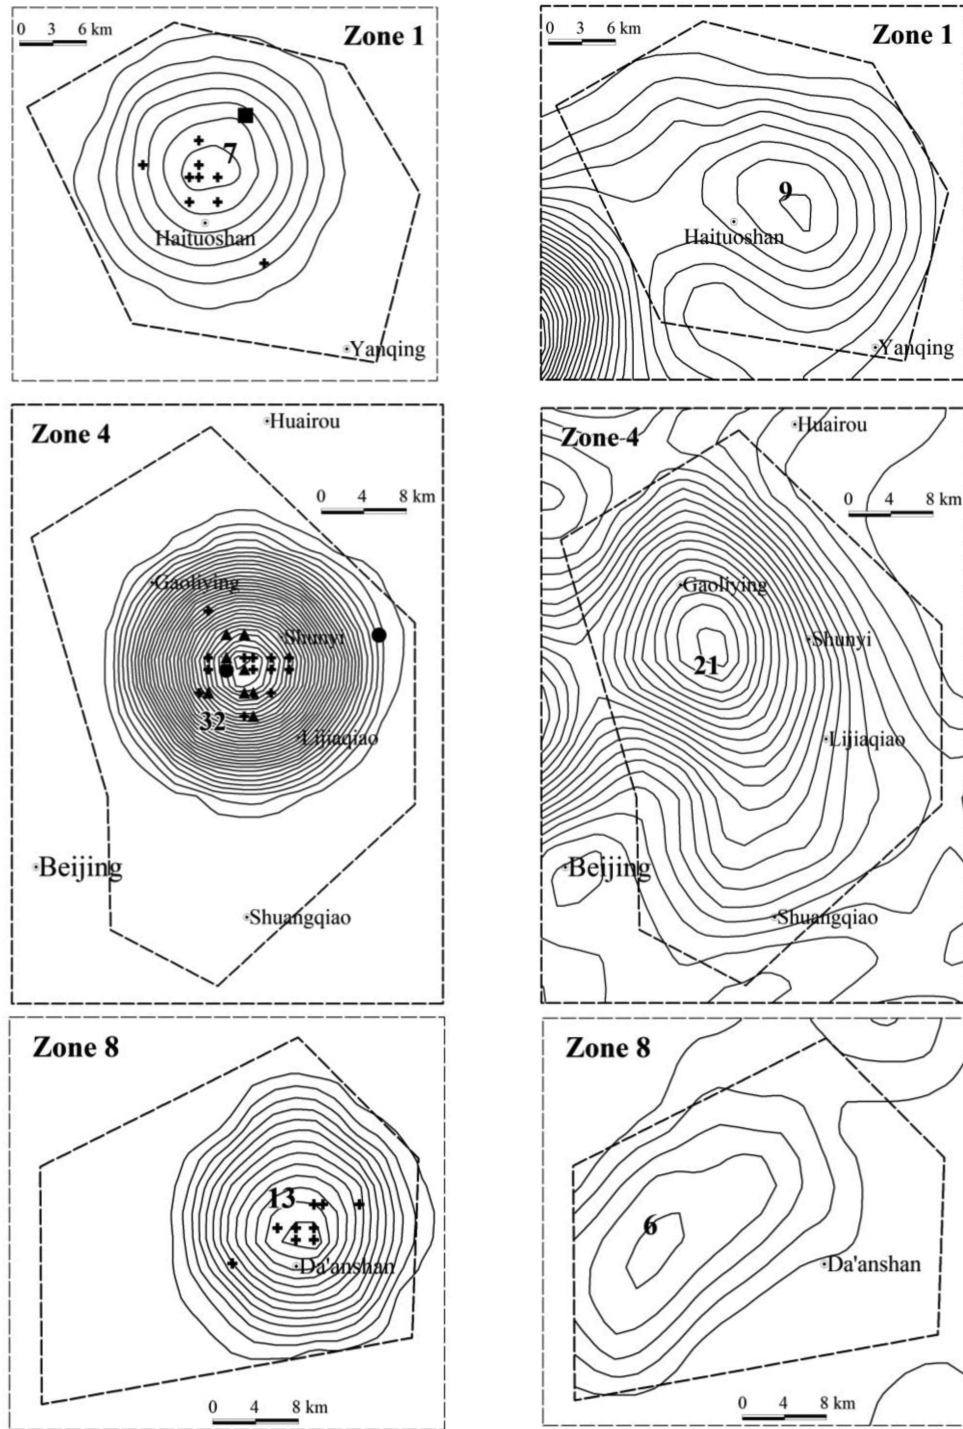 0 3 6 km
Zone 1
7
Haituoshan
Yanqing
0 3 6 km
Zone 1
9
Haituoshan
Yanqing
Zone 4
Huairou
0 4 8 km
Gaoliying
Shunyi
32
Lijiaqiao
Beijing
Shuangqiao
Zone 4
Huairou
0 4 8 km
Gaoliying
Shunyi
21
Lijiaqiao
Beijing
Shuangqiao
Zone 8
13
Da'anshan
0 4 8 km
Zone 8
6
Da'anshan
0 4 8 km